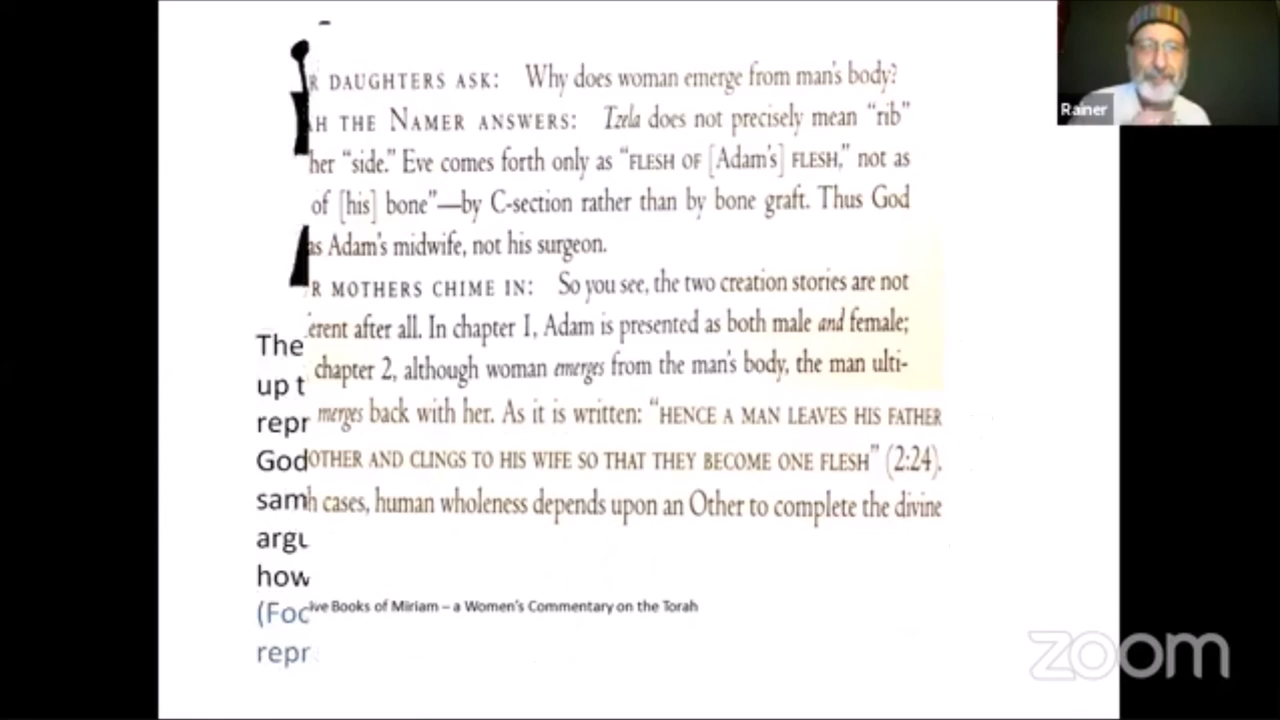 R DAUGHTERS ASK: Why does woman emerge from man's body?
AH THE NAMER ANSWERS: Tzela does not precisely mean "rib"
her "side." Eve comes forth only as "FLESH OF [Adam's] FLESH," not as
of [his] bone"—by C-section rather than by bone graft. Thus God
as Adam's midwife, not his surgeon.
R MOTHERS CHIME IN: So you see, the two creation stories are not
erent after all. In chapter 1, Adam is presented as both male and female;
chapter 2, although woman emerges from the man's body, the man ulti-
merges back with her. As it is written: "HENCE A MAN LEAVES HIS FATHER
OTHER AND CLINGS TO HIS WIFE SO THAT THEY BECOME ONE FLESH" (2:24).
h cases, human wholeness depends upon an Other to complete the divine
The
up t
repr
God
sam
argu
how
(Foc
repr
ive Books of Miriam – a Women's Commentary on the Torah
Rainer
zoom